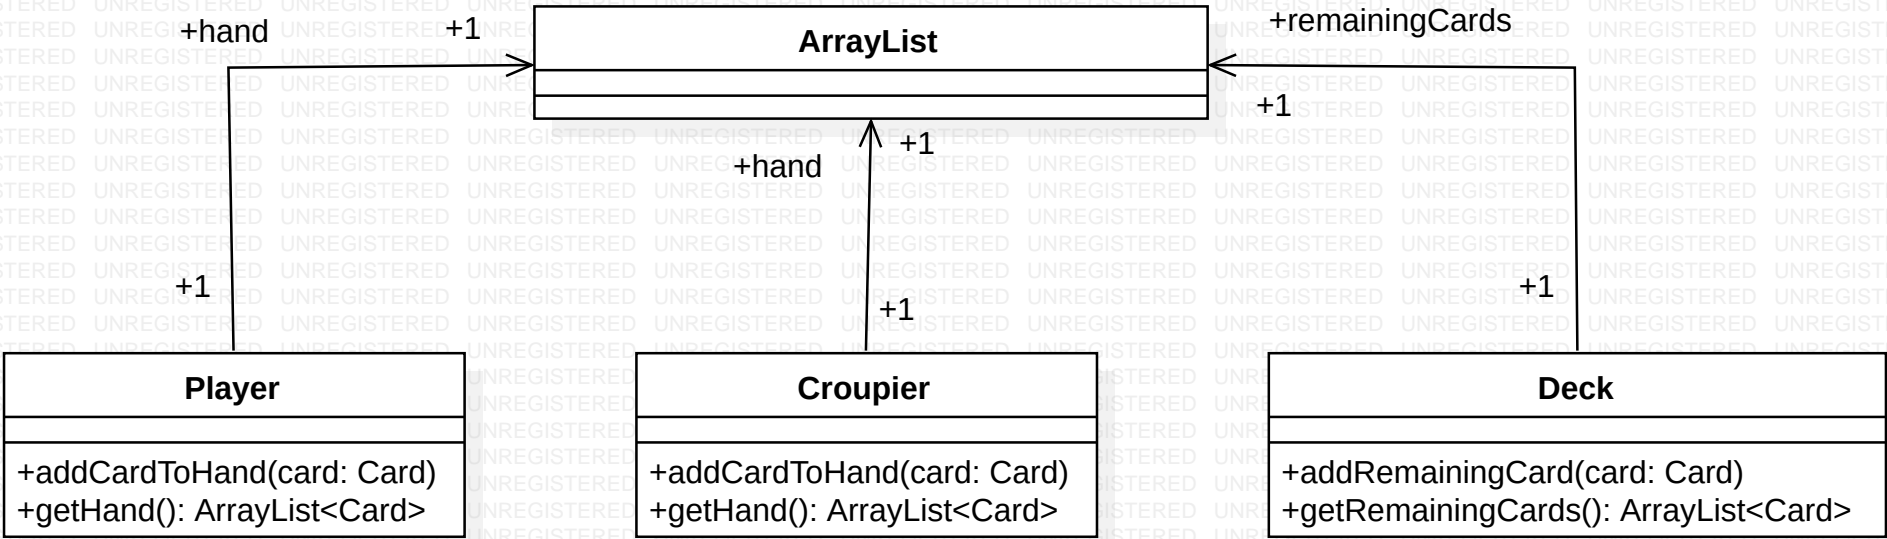 +hand
+1
ArrayList
+remainingCards
+1
+1
+hand
+1
+1
+1
Player
+addCardToHand(card: Card)
+getHand(): ArrayList<Card>
Croupier
+addCardToHand(card: Card)
+getHand(): ArrayList<Card>
Deck
+addRemainingCard(card: Card)
+getRemainingCards(): ArrayList<Card>
UNREGISTERED